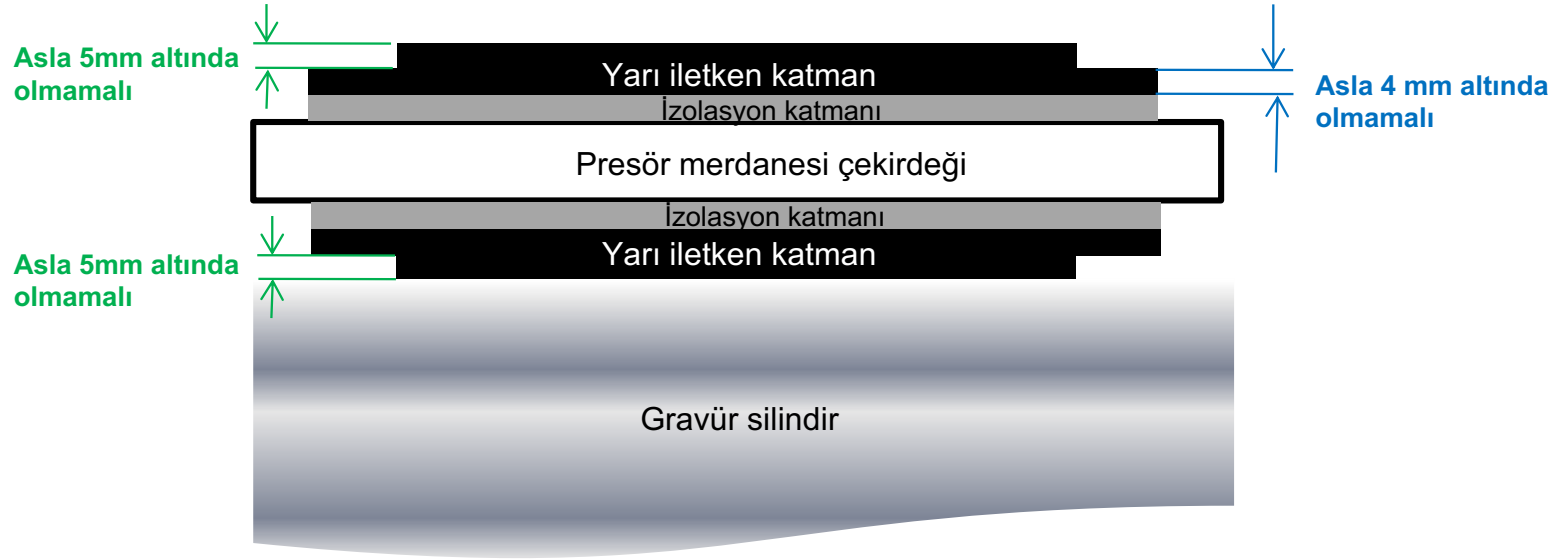 Asla 5mm altında
olmamalı
Yarı iletken katman
Asla 4 mm altında
olmamalı
İzolasyon katmanı
Presör merdanesi çekirdeği
İzolasyon katmanı
Yarı iletken katman
Asla 5mm altında
olmamalı
Gravür silindir